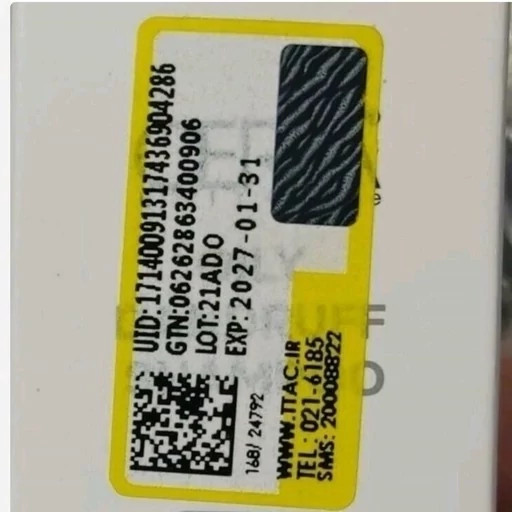 UID:17140091317436904286
GTN:06262863400906
LOT:21ADO
EXP:2027-01-31
168/ 24792
WWW.TTAC.IR
TEL: 021-6185
SMS: 20008822